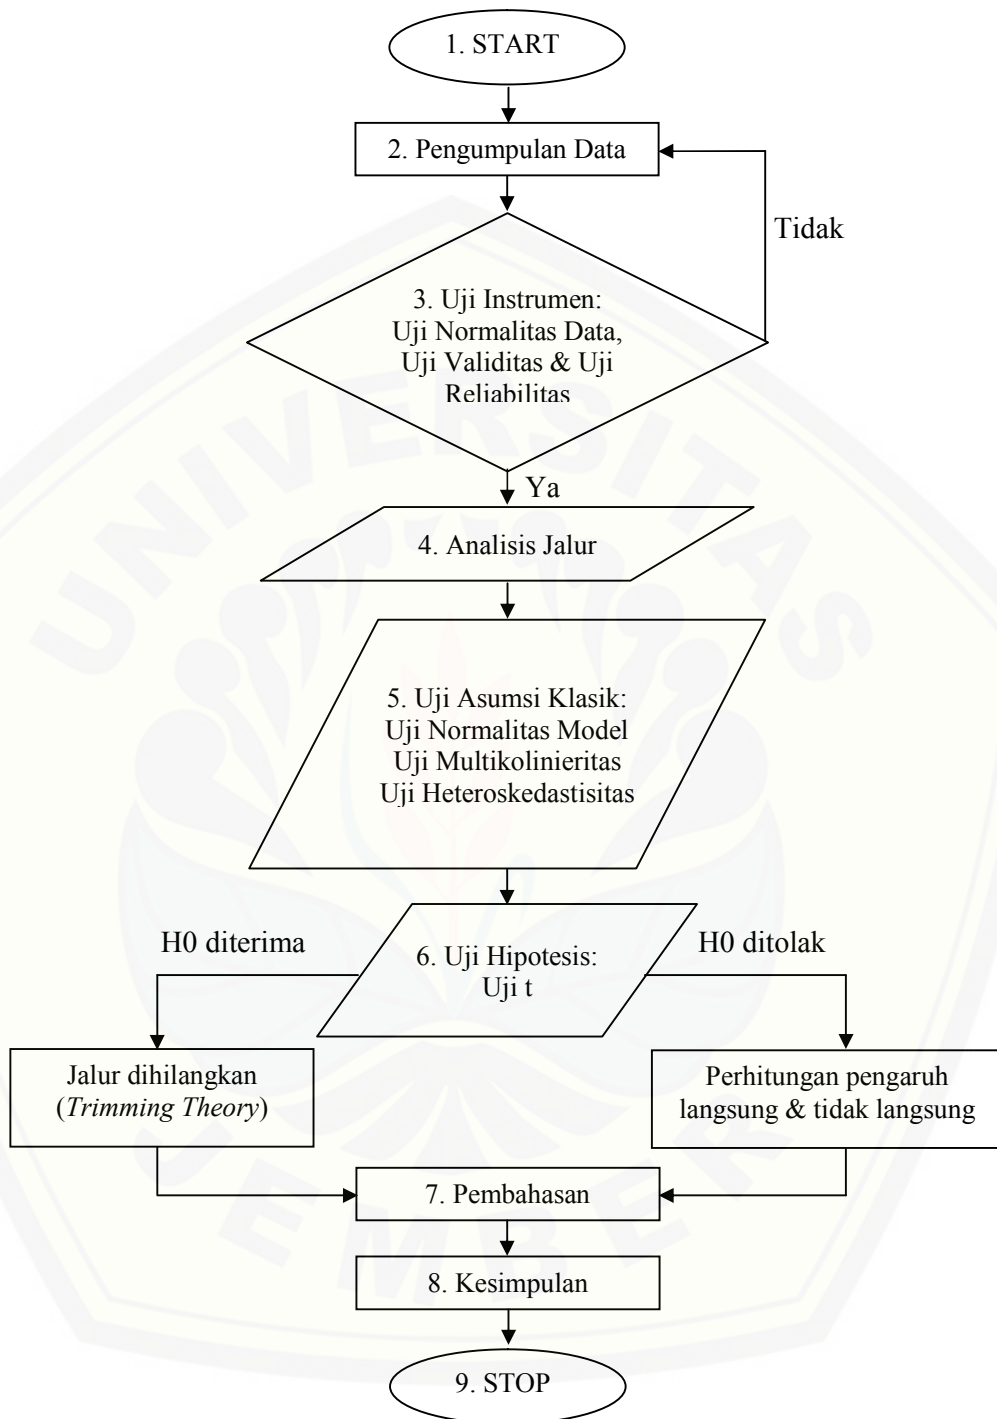 1. START
2. Pengumpulan Data
Tidak
3. Uji Instrumen:
Uji Normalitas Data,
Uji Validitas & Uji
Reliabilitas
Ya
4. Analisis Jalur
5. Uji Asumsi Klasik:
Uji Normalitas Model
Uji Multikolinieritas
Uji Heteroskedastisitas
H0 diterima
H0 ditolak
6. Uji Hipotesis:
Uji t
Jalur dihilangkan
(Trimming Theory)
Perhitungan pengaruh
langsung & tidak langsung
7. Pembahasan
8. Kesimpulan
9. STOP
UNIVERSITAS
JEMBER